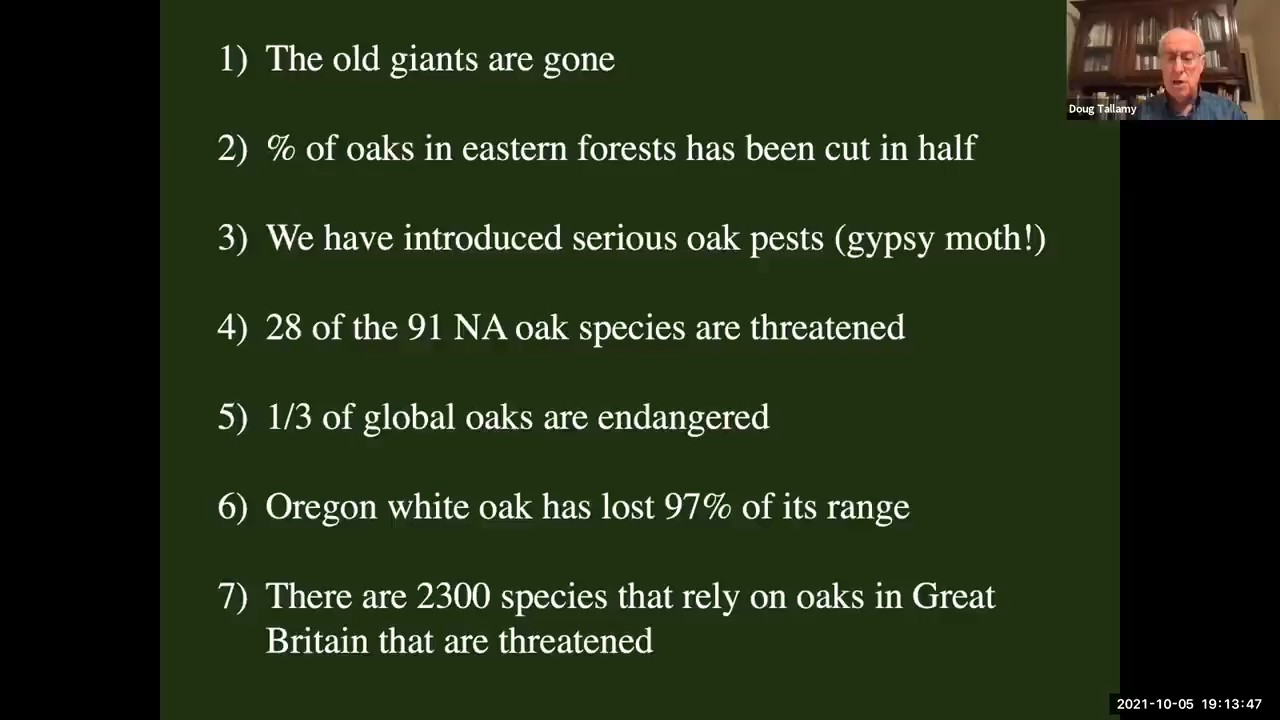 1) The old giants are gone
Doug Tallamy
2) % of oaks in eastern forests has been cut in half
3) We have introduced serious oak pests (gypsy moth!)
4) 28 of the 91 NA oak species are threatened
5) 1/3 of global oaks are endangered
6) Oregon white oak has lost 97% of its range
7) There are 2300 species that rely on oaks in Great
Britain that are threatened
2021-10-05 19:13:47